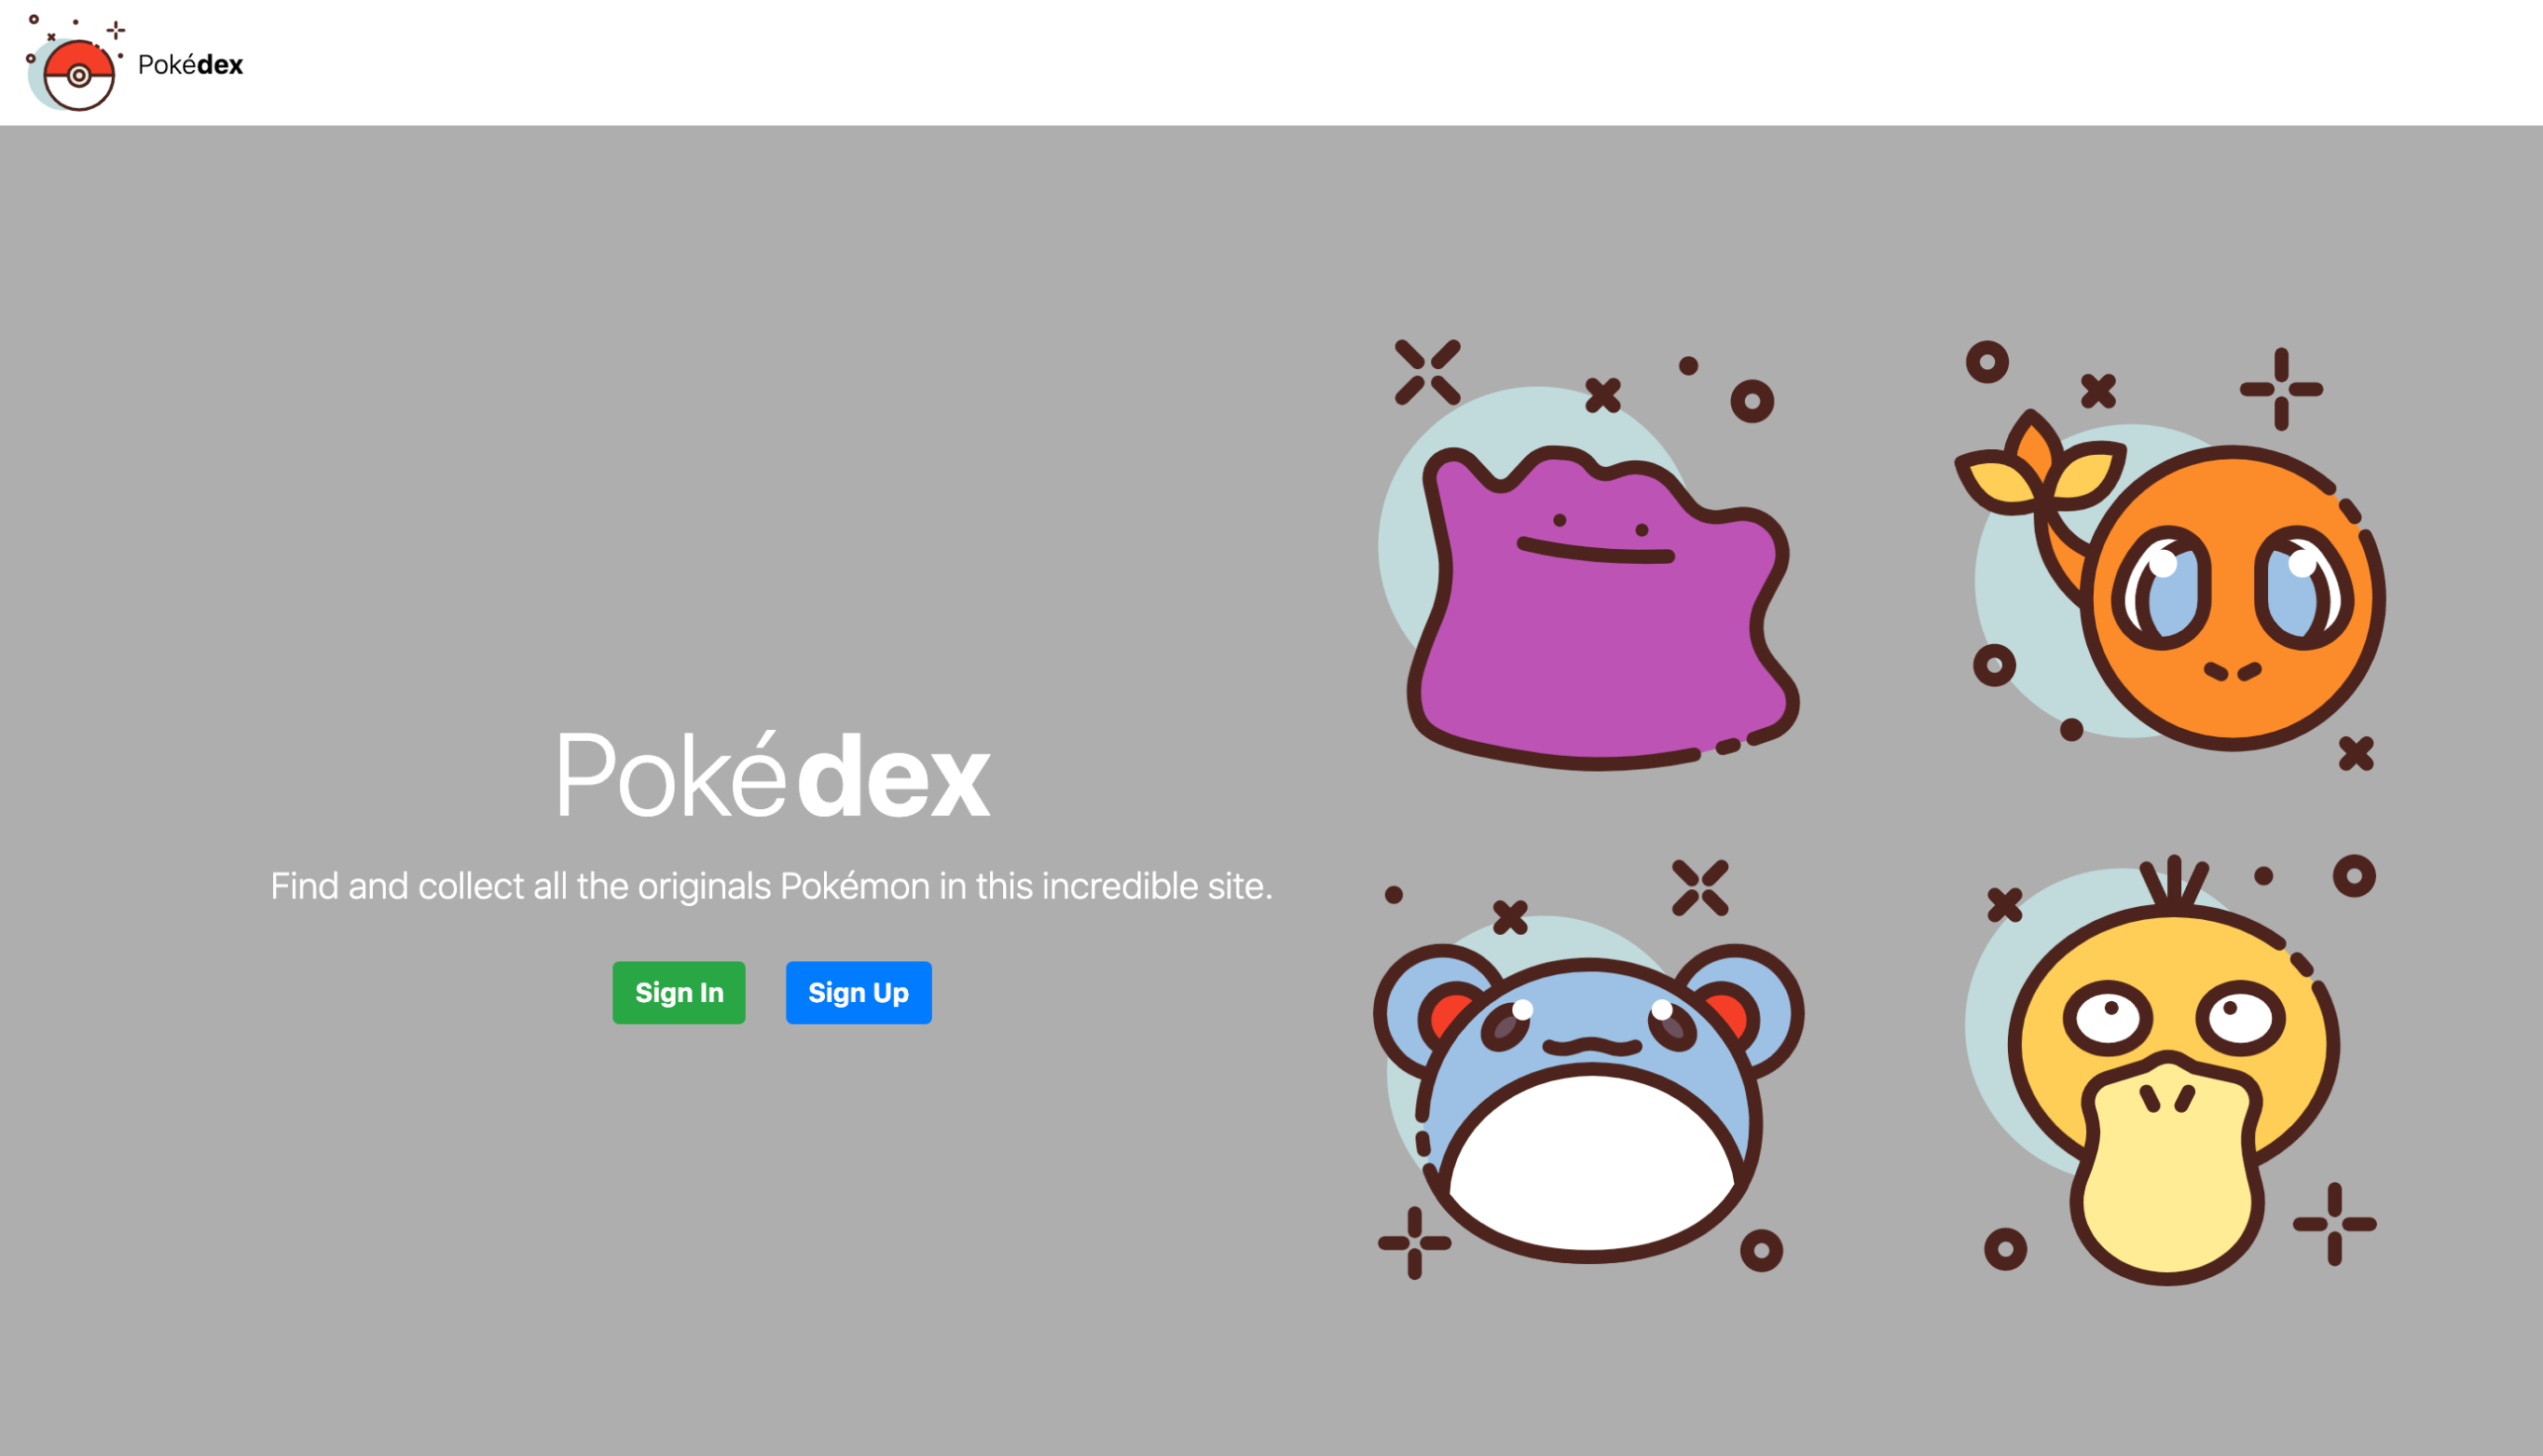 Pokédex
Pokédex
Find and collect all the originals Pokémon in this incredible site.
Sign In
Sign Up